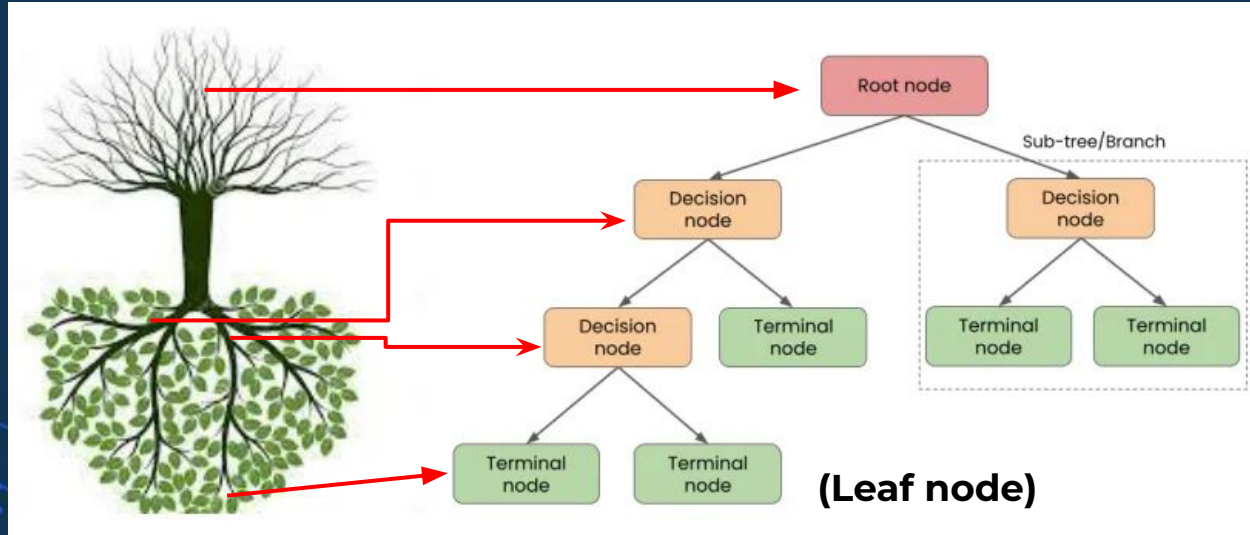 Root node
Sub-tree/Branch
Decision
node
Decision
node
Decision
node
Terminal
node
Terminal
node
Terminal
node
Terminal
node
Terminal
node
(Leaf node)